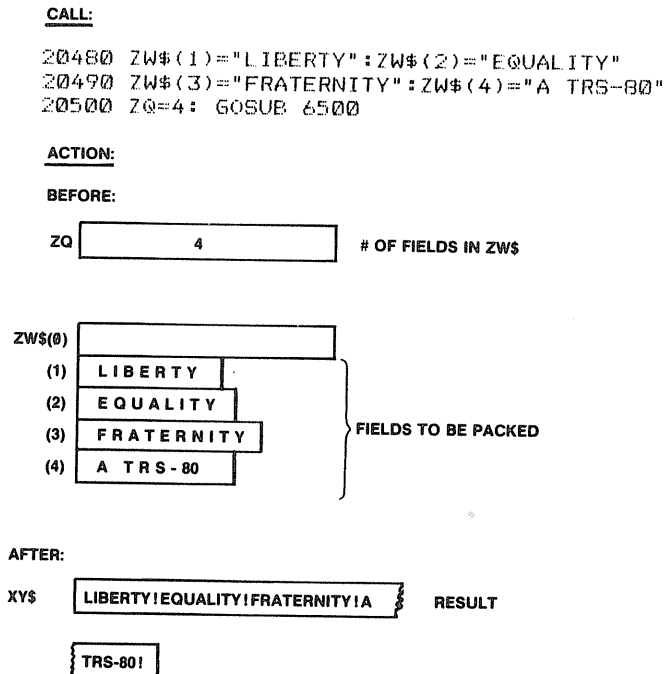 CALL:
20480 ZW$(1)="LIBERTY":ZW$(2)="EQUALITY"
20490 ZW$(3)="FRATERNITY":ZW$(4)="A TRS-80"
20500 ZQ=4: GOSUB 6500
ACTION:
BEFORE:
ZQ 4 # OF FIELDS IN ZW$
ZW$(0)
(1) LIBERTY
(2) EQUALITY
(3) FRATERNITY
(4) A TRS-80
FIELDS TO BE PACKED
AFTER:
XY$ LIBERTY!EQUALITY!FRATERNITY!A RESULT
TRS-80!